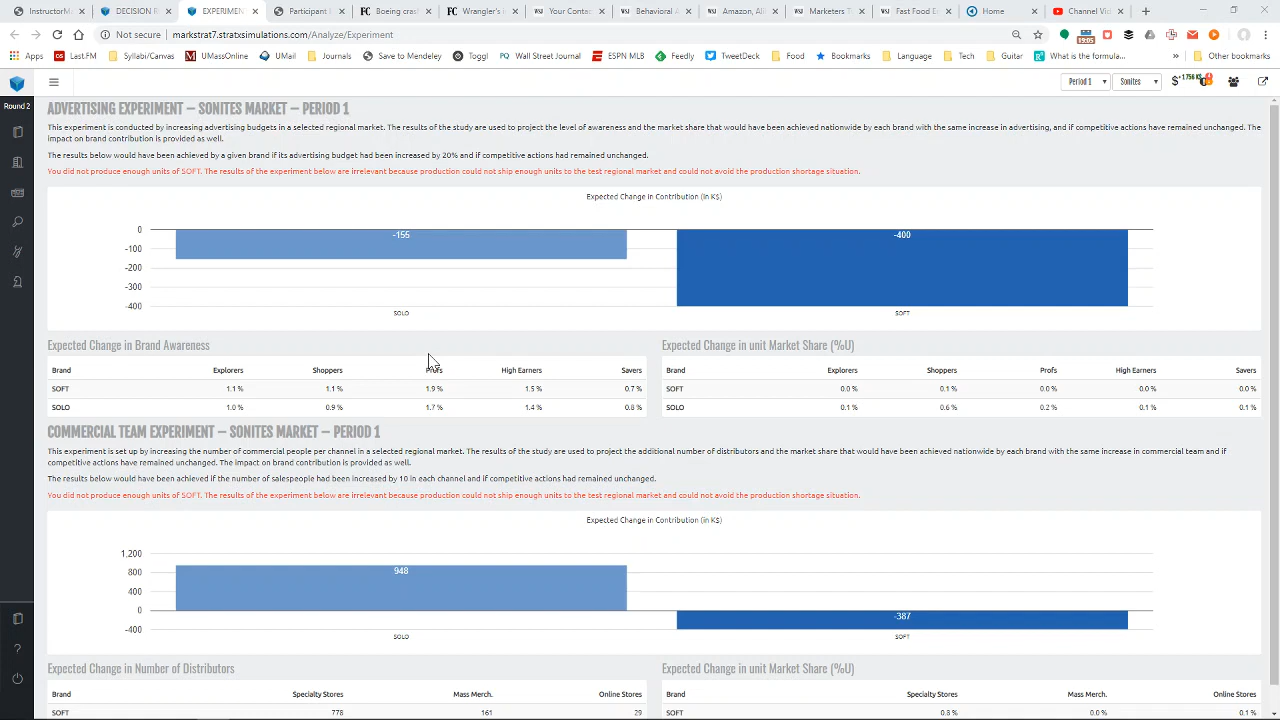 InstructorM
DECISION F
EXPERIMEN
Participant I
Boeing cras
Wrangler's
Your Conta
Behavioral A
Amazon, Ali
Marketers T
Fast Food E
Home
Channel Vid
Not secure markstrat7.stratxsimulations.com/Analyze/Experiment
Apps Last.FM Syllabi/Canvas UMassOnline UMail Journals Save to Mendeley Toggl Wall Street Journal ESPN MLB Feedly TweetDeck Food Bookmarks Language Tech Guitar What is the formula... Other bookmarks
Period 1 Sonites
Round 2
ADVERTISING EXPERIMENT – SONITES MARKET – PERIOD 1
This experiment is conducted by increasing advertising budgets in a selected regional market. The results of the study are used to project the level of awareness and the market share that would have been achieved nationwide by each brand with the same increase in advertising, and if competitive actions have remained unchanged. The
impact on brand contribution is provided as well.
The results below would have been achieved by a given brand if its advertising budget had been increased by 20% and if competitive actions had remained unchanged.
You did not produce enough units of SOFT. The results of the experiment below are irrelevant because production could not ship enough units to the test regional market and could not avoid the production shortage situation.
Expected Change in Contribution (in K$)
0
-100
-200
-300
-400
-155 -400
SOLO SOFT
Expected Change in Brand Awareness
Brand Explorers Shoppers Profs High Earners Savers
SOFT 1.1 % 1.1 % 1.9 % 1.5 % 0.7 %
SOLO 1.0 % 0.9 % 1.7 % 1.4 % 0.8 %
Expected Change in unit Market Share (%U)
Brand Explorers Shoppers Profs High Earners Savers
SOFT 0.0 % 0.1 % 0.0 % 0.0 % 0.0 %
SOLO 0.1 % 0.6 % 0.2 % 0.1 % 0.1 %
COMMERCIAL TEAM EXPERIMENT – SONITES MARKET – PERIOD 1
This experiment is set up by increasing the number of commercial people per channel in a selected regional market. The results of the study are used to project the additional number of distributors and the market share that would have been achieved nationwide by each brand with the same increase in commercial team and if
competitive actions have remained unchanged. The impact on brand contribution is provided as well.
The results below would have been achieved if the number of salespeople had been increased by 10 in each channel and if competitive actions had remained unchanged.
You did not produce enough units of SOFT. The results of the experiment below are irrelevant because production could not ship enough units to the test regional market and could not avoid the production shortage situation.
Expected Change in Contribution (in K$)
1,200
800
400
0
-400
948 -387
SOLO SOFT
Expected Change in Number of Distributors
Brand Specialty Stores Mass Merch. Online Stores
SOFT 778 161 29
Expected Change in unit Market Share (%U)
Brand Specialty Stores Mass Merch. Online Stores
SOFT 0.8 % 0.0 % 0.1 %